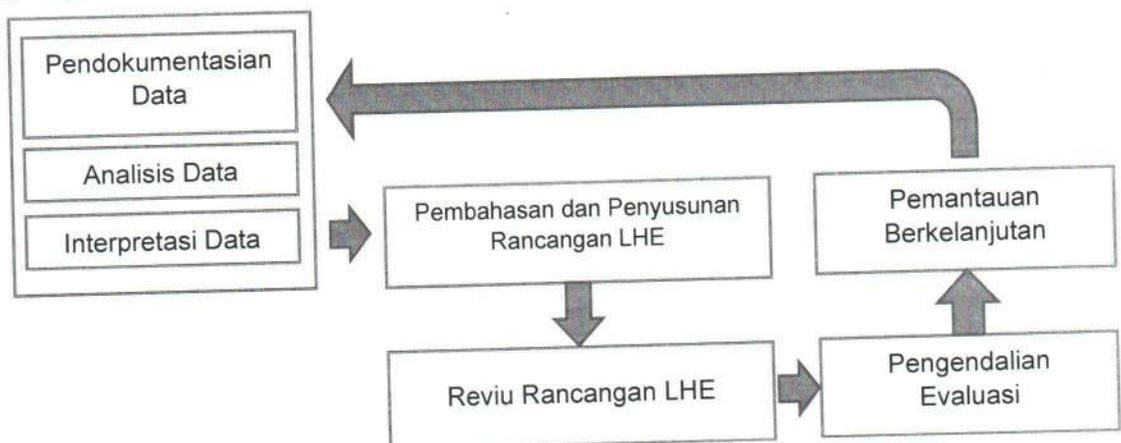 Pendokumentasian
Data
Analisis Data
Interpretasi Data
Pembahasan dan Penyusunan
Rancangan LHE
Reviu Rancangan LHE
Pengendalian
Evaluasi
Pemantauan
Berkelanjutan